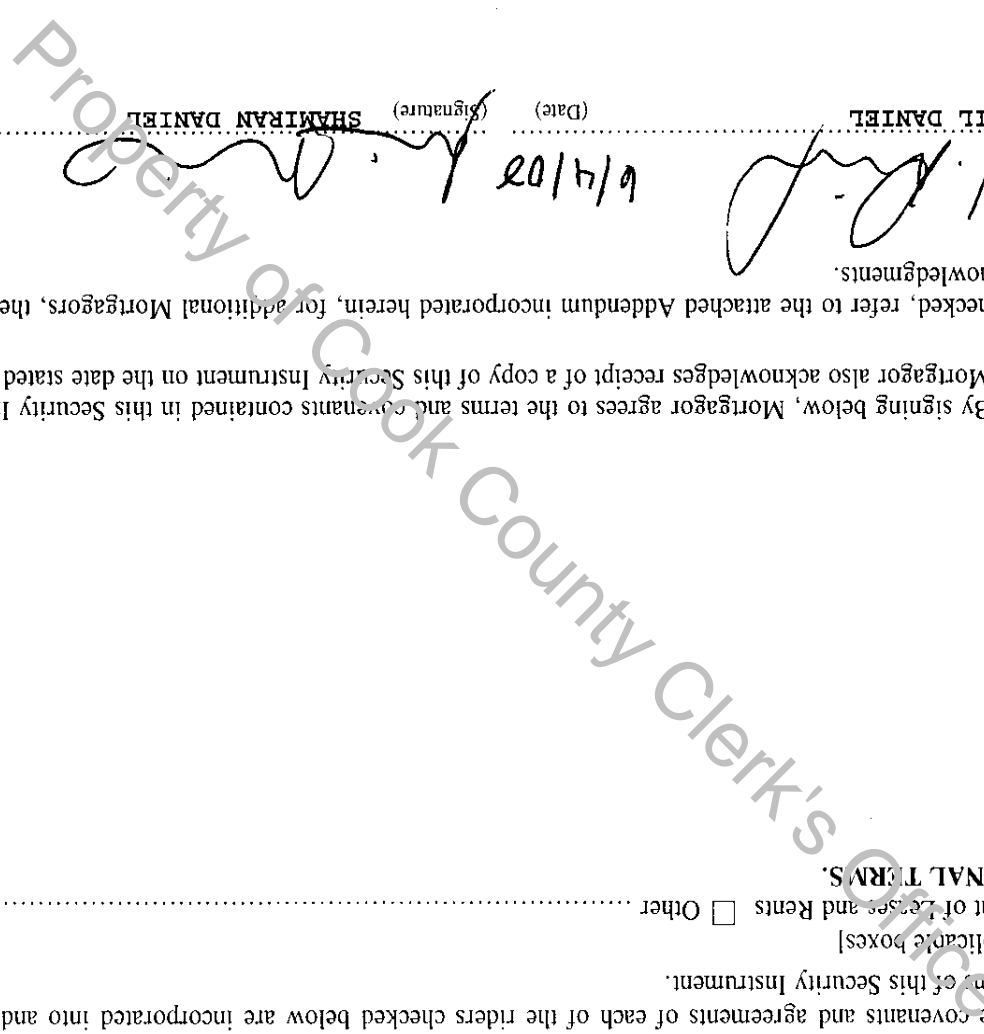 e covenants and agreements of each of the riders checked below are incorporated into and
of this Security Instrument.
licable boxes]
t of Leases and Rents ☐ Other
NAL TERMS.
By signing below, Mortgagor agrees to the terms and covenants contained in this Security I
Mortgagor also acknowledges receipt of a copy of this Security Instrument on the date stated
hecked, refer to the attached Addendum incorporated herein, for additional Mortgagors, the
nowledgments.
6/4/02
IL DANIEL (Date) (Signature) SHAMIRAN DANIEL
Property of Cook County Clerk's Office